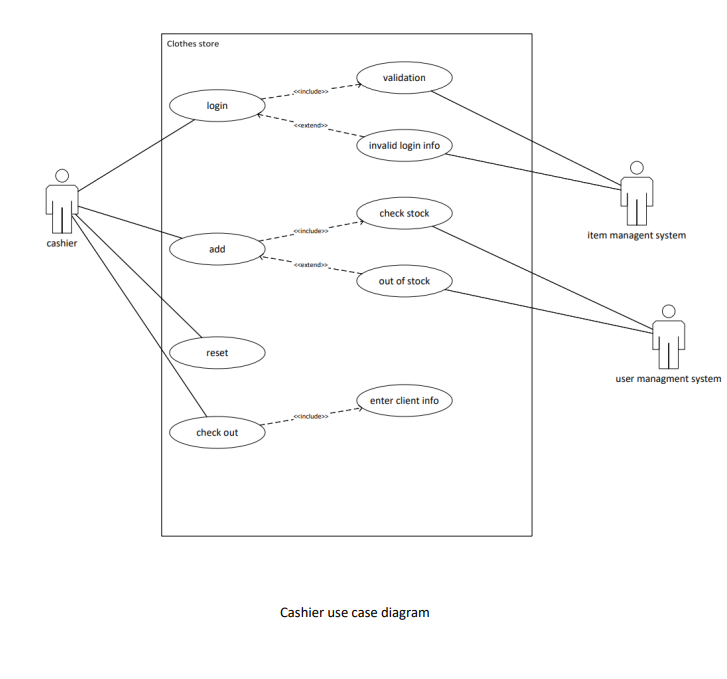 Clothes store
validation
<<include>>
login
<<extend>>
invalid login info
check stock
<<include>>
cashier
add
item managent system
<<extend>>
out of stock
reset
user managment system
enter client info
<<include>>
check out
Cashier use case diagram